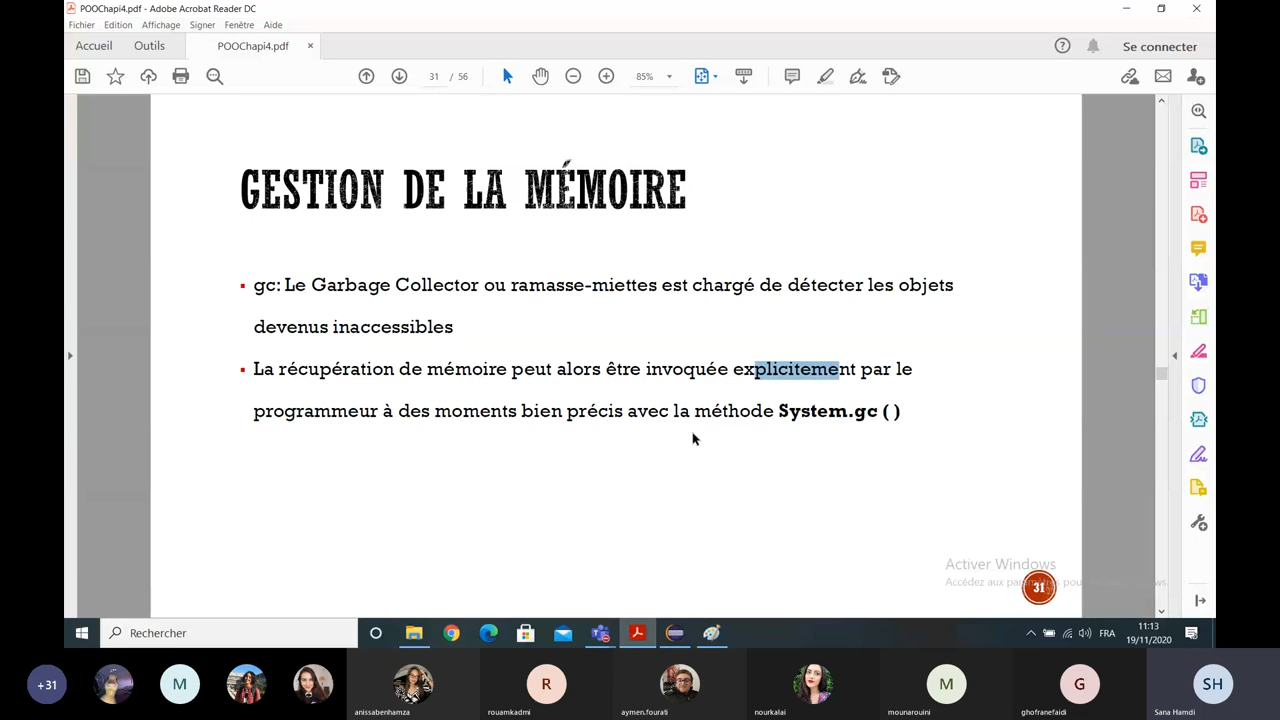 POOChapi4.pdf - Adobe Acrobat Reader DC
Fichier Edition Affichage Signer Fenêtre Aide
Accueil Outils POOChapi4.pdf × Se connecter
31 / 56 85%
GESTION DE LA MÉMOIRE
▪ gc: Le Garbage Collector ou ramasse-miettes est chargé de détecter les objets
devenus inaccessibles
▪ La récupération de mémoire peut alors être invoquée explicitement par le
programmeur à des moments bien précis avec la méthode System.gc ( )
Activer Windows
Accédez aux paramètres pou
31
Rechercher
FRA
11:13
19/11/2020
+31 M R M G SH
anissabenhamza rouamkadmi aymen.fourati nourkalai mounarouini ghofranefaidi Sana Hamdi